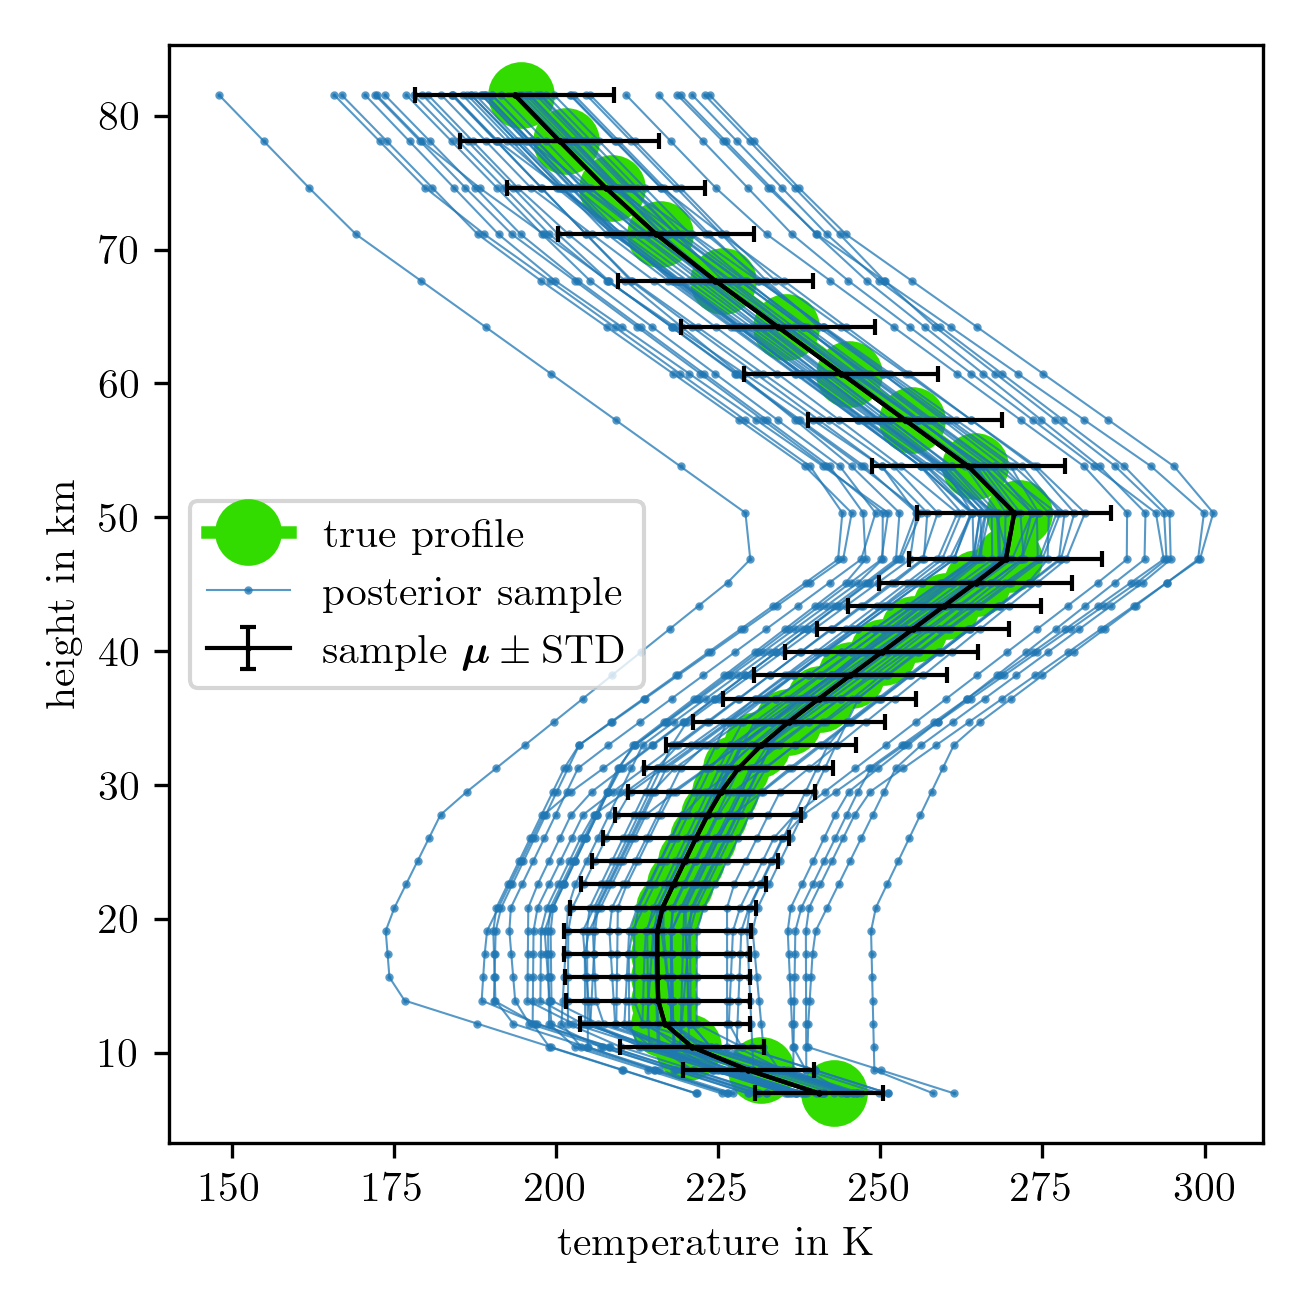 80
70
60
50
40
30
20
10
height in km
true profile
posterior sample
sample μ ± STD
150 175 200 225 250 275 300
temperature in K